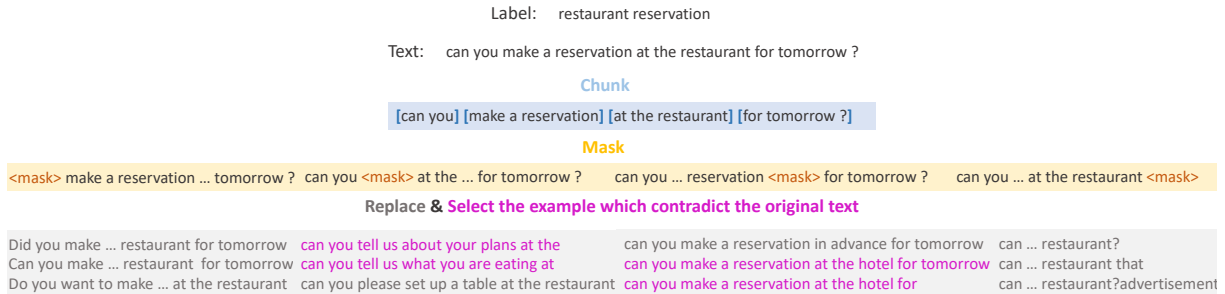 Label: restaurant reservation
Text: can you make a reservation at the restaurant for tomorrow ?
Chunk
[can you] [make a reservation] [at the restaurant] [for tomorrow ?]
Mask
<mask> make a reservation ... tomorrow ? can you <mask> at the ... for tomorrow ? can you ... reservation <mask> for tomorrow ? can you ... at the restaurant <mask>
Replace & Select the example which contradict the original text
Did you make ... restaurant for tomorrow can you tell us about your plans at the can you make a reservation in advance for tomorrow can ... restaurant?
Can you make ... restaurant for tomorrow can you tell us what you are eating at can you make a reservation at the hotel for tomorrow can ... restaurant that
Do you want to make ... at the restaurant can you please set up a table at the restaurant can you make a reservation at the hotel for can ... restaurant?advertisement